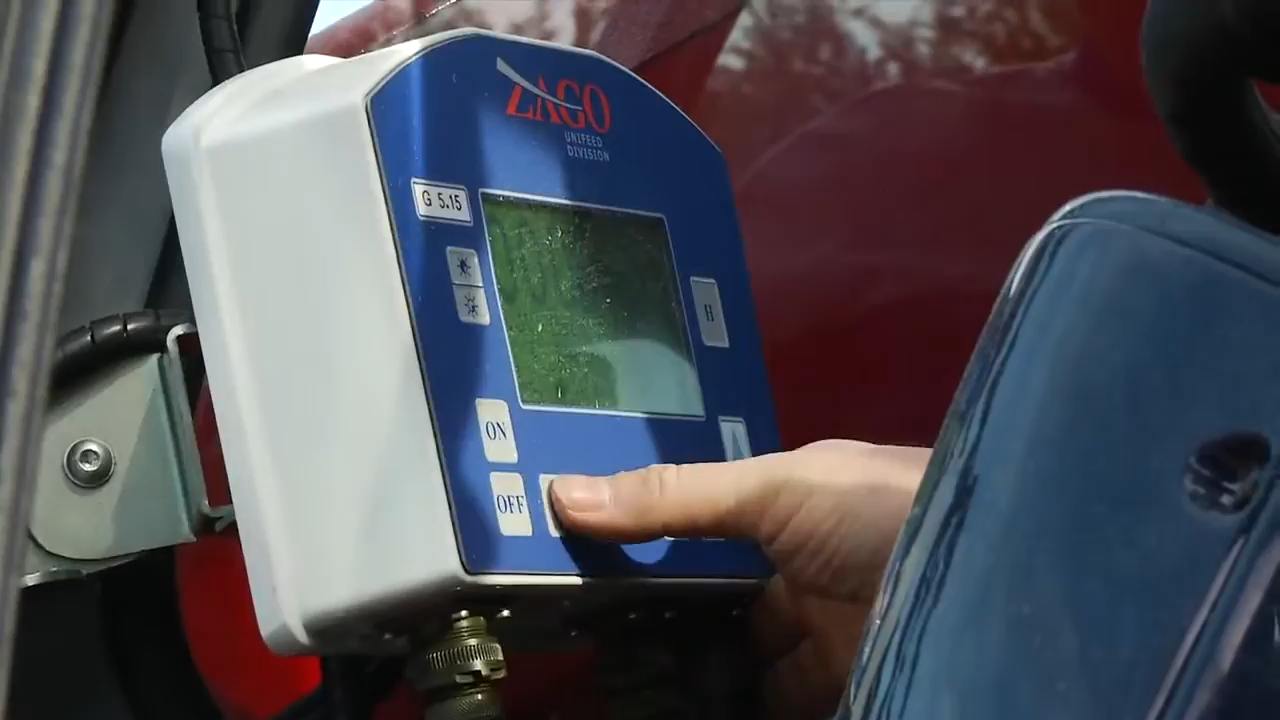 ZAGO
UNIFEED
DIVISION
G 5.15
H
ON
OFF